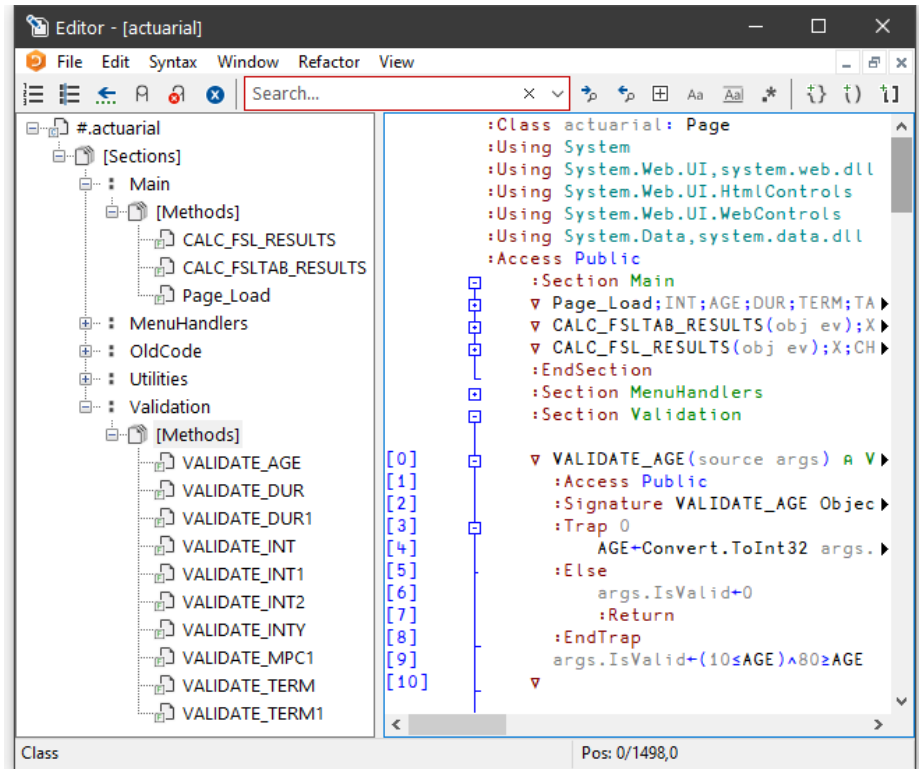 Editor - [actuarial]
File Edit Syntax Window Refactor View
Search...
Aa Aa .* {} () []
#.actuarial
[Sections]
Main
[Methods]
CALC_FSL_RESULTS
CALC_FSLTAB_RESULTS
Page_Load
MenuHandlers
OldCode
Utilities
Validation
[Methods]
VALIDATE_AGE
VALIDATE_DUR
VALIDATE_DUR1
VALIDATE_INT
VALIDATE_INT1
VALIDATE_INT2
VALIDATE_INTY
VALIDATE_MPC1
VALIDATE_TERM
VALIDATE_TERM1
:Class actuarial: Page
:Using System
:Using System.Web.UI,system.web.dll
:Using System.Web.UI.HtmlControls
:Using System.Web.UI.WebControls
:Using System.Data,system.data.dll
:Access Public
:Section Main
∇ Page_Load;INT;AGE;DUR;TERM;TA
∇ CALC_FSLTAB_RESULTS(obj ev);X
∇ CALC_FSL_RESULTS(obj ev);X;CH
:EndSection
:Section MenuHandlers
:Section Validation
[0] ∇ VALIDATE_AGE(source args) ⍝ V
[1] :Access Public
[2] :Signature VALIDATE_AGE Objec
[3] :Trap 0
[4] AGE←Convert.ToInt32 args.
[5] :Else
[6] args.IsValid←0
[7] :Return
[8] :EndTrap
[9] args.IsValid←(10≤AGE)∧80≥AGE
[10] ∇
Class
Pos: 0/1498,0